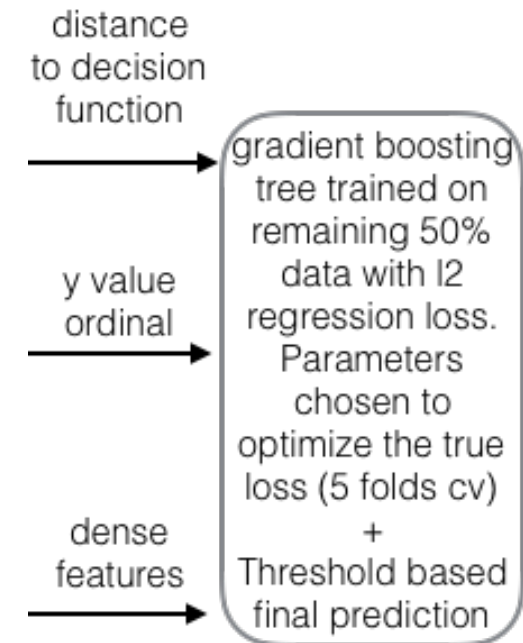 distance
to decision
function
y value
ordinal
dense
features
gradient boosting
tree trained on
remaining 50%
data with l2
regression loss.
Parameters
chosen to
optimize the true
loss (5 folds cv)
+
Threshold based
final prediction